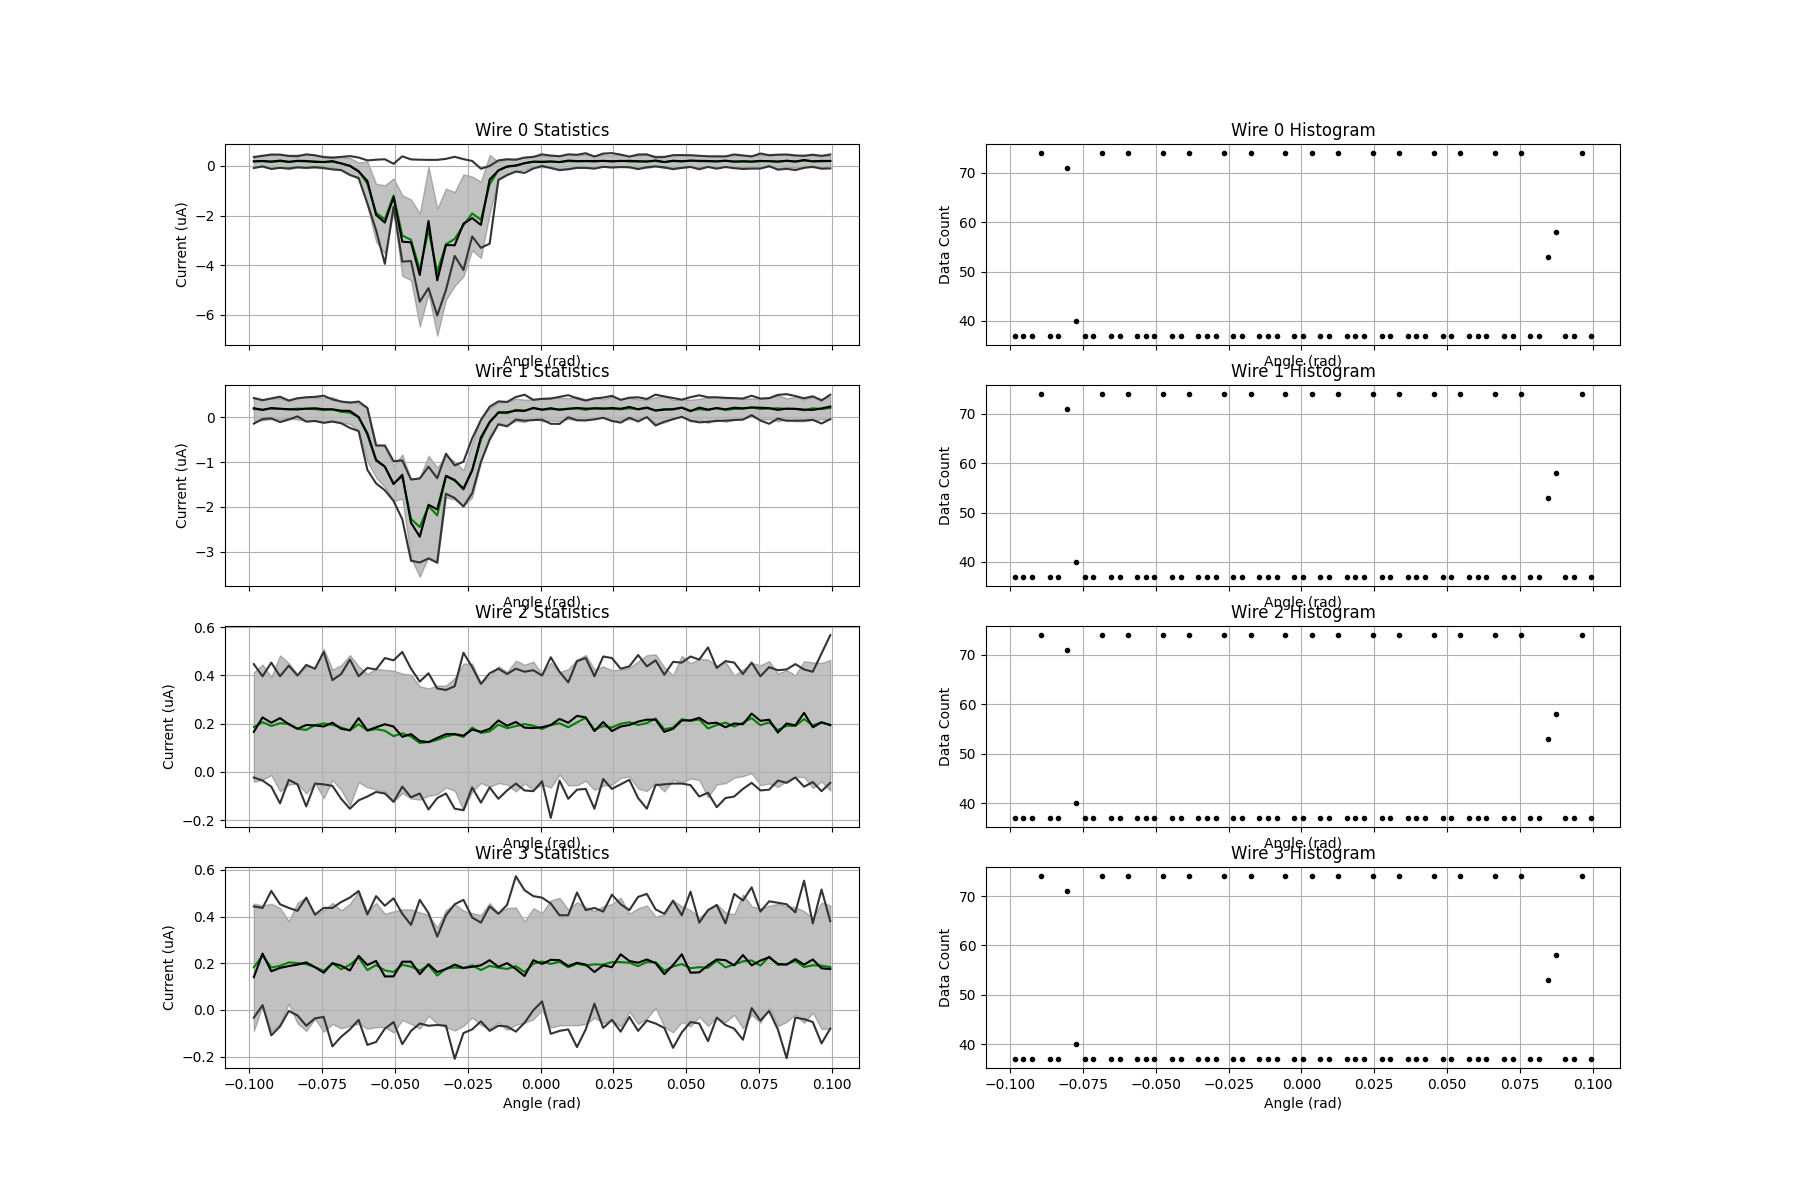 Wire 0 Statistics
Current (uA)
0
−2
−4
−6
Angle (rad)
Wire 0 Histogram
Data Count
70
60
50
40
Angle (rad)
Wire 1 Statistics
Current (uA)
0
−1
−2
−3
Angle (rad)
Wire 1 Histogram
Data Count
70
60
50
40
Angle (rad)
Wire 2 Statistics
Current (uA)
0.6
0.4
0.2
0.0
−0.2
Angle (rad)
Wire 2 Histogram
Data Count
70
60
50
40
Angle (rad)
Wire 3 Statistics
Current (uA)
0.6
0.4
0.2
0.0
−0.2
−0.100 −0.075 −0.050 −0.025 0.000 0.025 0.050 0.075 0.100
Angle (rad)
Wire 3 Histogram
Data Count
70
60
50
40
−0.100 −0.075 −0.050 −0.025 0.000 0.025 0.050 0.075 0.100
Angle (rad)